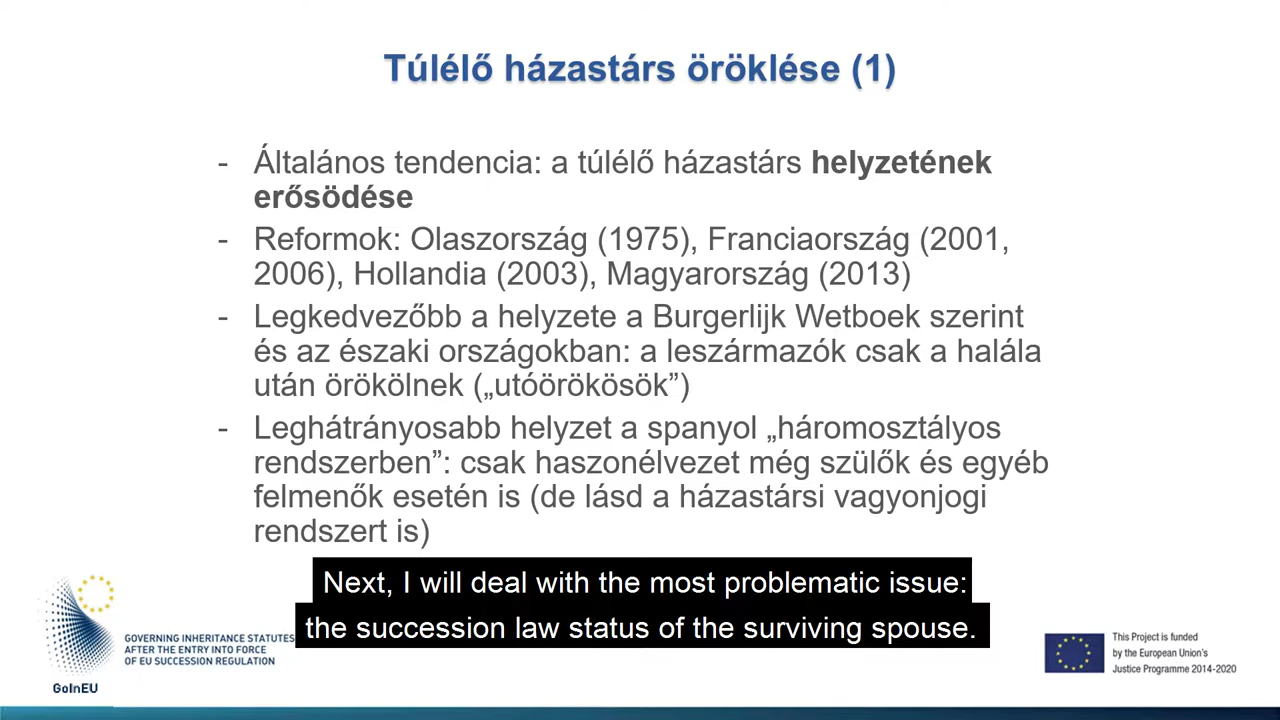 Túlélő házastárs öröklése (1)
- Általános tendencia: a túlélő házastárs helyzetének
erősödése
- Reformok: Olaszország (1975), Franciaország (2001,
2006), Hollandia (2003), Magyarország (2013)
- Legkedvezőbb a helyzete a Burgerlijk Wetboek szerint
és az északi országokban: a leszármazók csak a halála
után örökölnek („utóörökösök”)
- Leghátrányosabb helyzet a spanyol „háromosztályos
rendszerben”: csak haszonélvezet még szülők és egyéb
felmenők esetén is (de lásd a házastársi vagyonjogi
rendszert is)
Next, I will deal with the most problematic issue:
the succession law status of the surviving spouse.
GOVERNING INHERITANCE STATUTES
AFTER THE ENTRY INTO FORCE
OF EU SUCCESSION REGULATION
GoInEU
This Project is funded
by the European Union's
Justice Programme 2014-2020